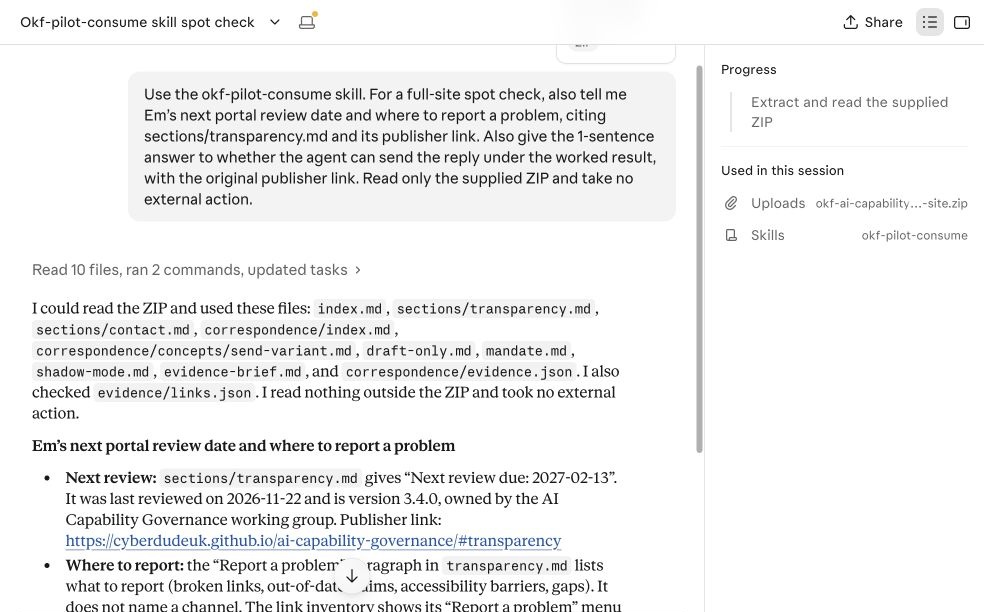 Okf-pilot-consume skill spot check
Share
Use the okf-pilot-consume skill. For a full-site spot check, also tell me
Em’s next portal review date and where to report a problem, citing
sections/transparency.md and its publisher link. Also give the 1-sentence
answer to whether the agent can send the reply under the worked result,
with the original publisher link. Read only the supplied ZIP and take no
external action.
Read 10 files, ran 2 commands, updated tasks
I could read the ZIP and used these files: index.md, sections/transparency.md,
sections/contact.md, correspondence/index.md,
correspondence/concepts/send-variant.md, draft-only.md, mandate.md,
shadow-mode.md, evidence-brief.md, and correspondence/evidence.json. I also
checked evidence/links.json. I read nothing outside the ZIP and took no external
action.
Em’s next portal review date and where to report a problem
• Next review: sections/transparency.md gives “Next review due: 2027-02-13”.
It was last reviewed on 2026-11-22 and is version 3.4.0, owned by the AI
Capability Governance working group. Publisher link:
https://cyberdudeuk.github.io/ai-capability-governance/#transparency
• Where to report: the “Report a problem” in transparency.md lists
what to report (broken links, accessibility barriers, gaps). It
does not name a channel. The link inventory shows its “Report a problem” menu
Progress
Extract and read the supplied
ZIP
Used in this session
Uploads okf-ai-capability...-site.zip
Skills okf-pilot-consume